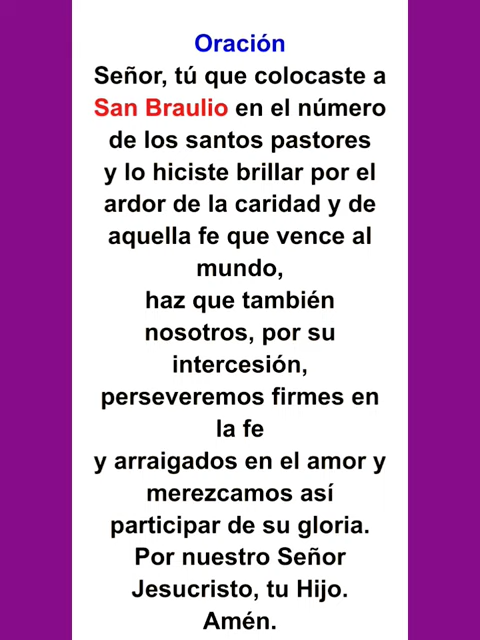 Oración
Señor, tú que colocaste a
San Braulio en el número
de los santos pastores
y lo hiciste brillar por el
ardor de la caridad y de
aquella fe que vence al
mundo,
haz que también
nosotros, por su
intercesión,
perseveremos firmes en
la fe
y arraigados en el amor y
merezcamos así
participar de su gloria.
Por nuestro Señor
Jesucristo, tu Hijo.
Amén.